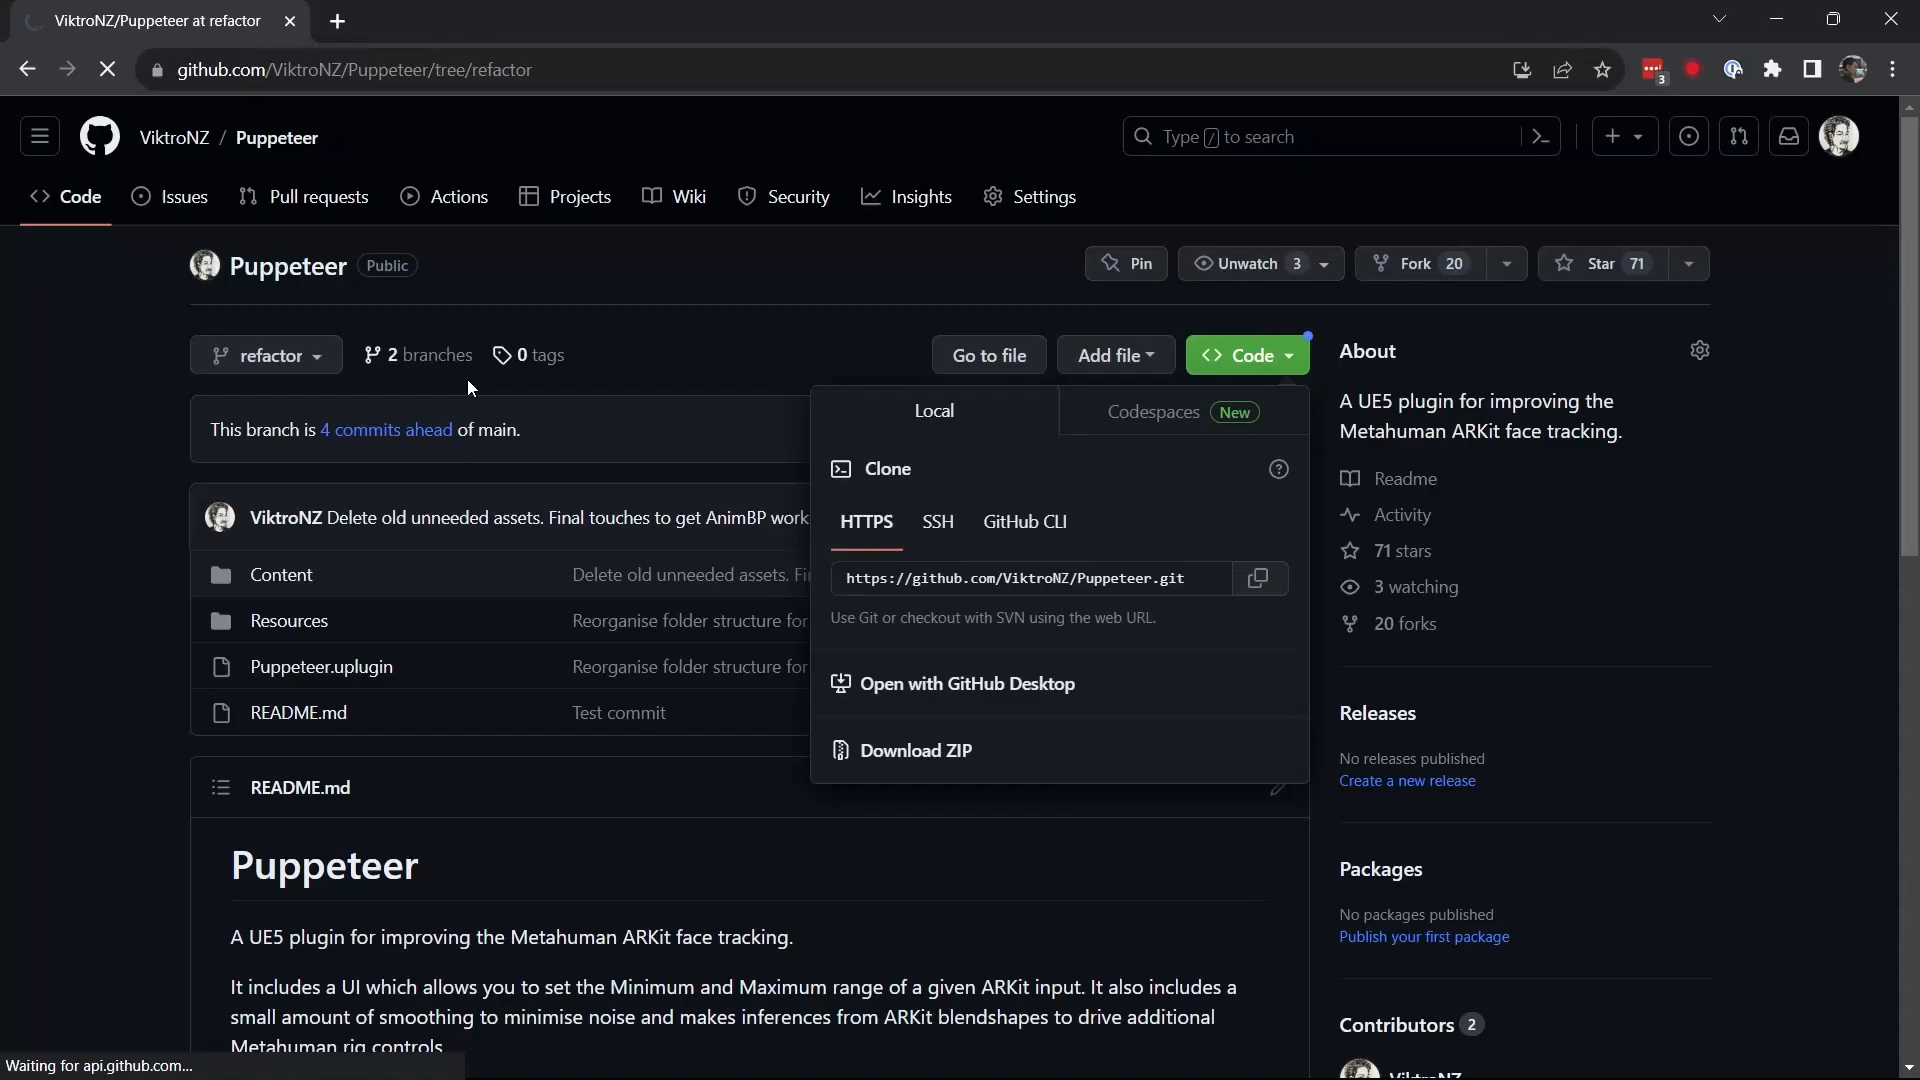 ViktroNZ/Puppeteer at refactor
github.com/ViktroNZ/Puppeteer/tree/refactor
3
ViktroNZ / Puppeteer
Type / to search
Code
Issues
Pull requests
Actions
Projects
Wiki
Security
Insights
Settings
Puppeteer Public
Pin
Unwatch 3
Fork 20
Star 71
refactor
2 branches
0 tags
Go to file
Add file
Code
This branch is 4 commits ahead of main.
ViktroNZ Delete old unneeded assets. Final touches to get AnimBP work
Content Delete old unneeded assets.
Resources Reorganise folder structure for
Puppeteer.uplugin Reorganise folder structure for
README.md Test commit
Local
Codespaces New
Clone
HTTPS SSH GitHub CLI
https://github.com/ViktroNZ/Puppeteer.git
Use Git or checkout with SVN using the web URL.
Open with GitHub Desktop
Download ZIP
README.md
Puppeteer
A UE5 plugin for improving the Metahuman ARKit face tracking.
It includes a UI which allows you to set the Minimum and Maximum range of a given ARKit input. It also includes a
small amount of smoothing to minimise noise and makes inferences from ARKit blendshapes to drive additional
Metahuman rig controls
About
A UE5 plugin for improving the
Metahuman ARKit face tracking.
Readme
Activity
71 stars
3 watching
20 forks
Releases
No releases published
Create a new release
Packages
No packages published
Publish your first package
Contributors 2
ViktroNZ
Waiting for api.github.com...